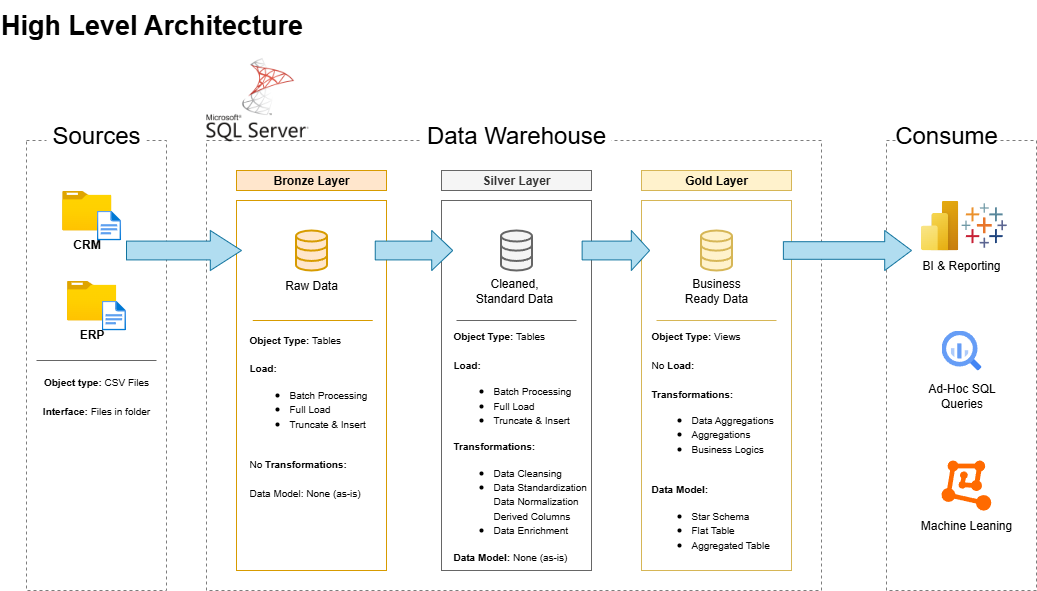 High Level Architecture
Microsoft®
SQL Server
Sources
Data Warehouse
Consume
CRM
ERP
Object type: CSV Files
Interface: Files in folder
Bronze Layer
Raw Data
Object Type: Tables
Load:
• Batch Processing
• Full Load
• Truncate & Insert
No Transformations:
Data Model: None (as-is)
Silver Layer
Cleaned,
Standard Data
Object Type: Tables
Load:
• Batch Processing
• Full Load
• Truncate & Insert
Transformations:
• Data Cleansing
• Data Standardization
Data Normalization
Derived Columns
• Data Enrichment
Data Model: None (as-is)
Gold Layer
Business
Ready Data
Object Type: Views
No Load:
Transformations:
• Data Aggregations
• Aggregations
• Business Logics
Data Model:
• Star Schema
• Flat Table
• Aggregated Table
BI & Reporting
Ad-Hoc SQL
Queries
Machine Leaning